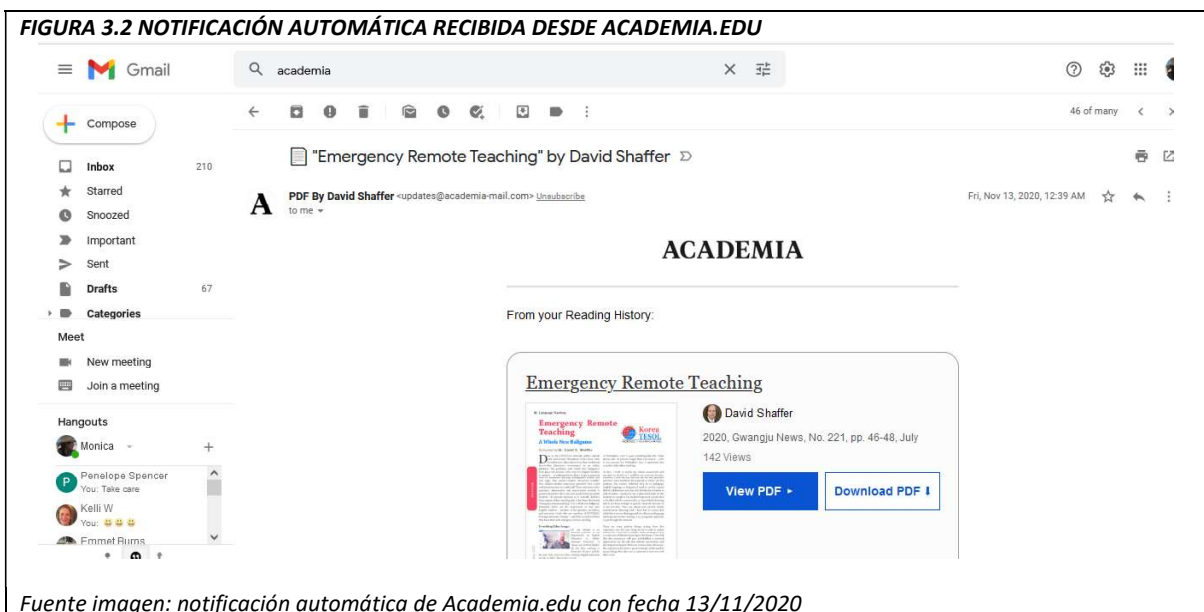 FIGURA 3.2 NOTIFICACIÓN AUTOMÁTICA RECIBIDA DESDE ACADEMIA.EDU
Gmail
academia
Compose
46 of many
Inbox 210
Starred
Snoozed
Important
Sent
Drafts 67
Categories
Meet
New meeting
Join a meeting
Hangouts
Monica
Penelope Spencer
You: Take care
Kelli W
You:
Emmet Burns
"Emergency Remote Teaching" by David Shaffer
PDF By David Shaffer <updates@academia-mail.com> Unsubscribe
to me
Fri, Nov 13, 2020, 12:39 AM
ACADEMIA
From your Reading History:
Emergency Remote Teaching
Emergency Remote
Teaching
A Whole New Ballgame
Korea
TESOL
David Shaffer
2020, Gwangju News, No. 221, pp. 46-48, July
142 Views
View PDF
Download PDF
Fuente imagen: notificación automática de Academia.edu con fecha 13/11/2020